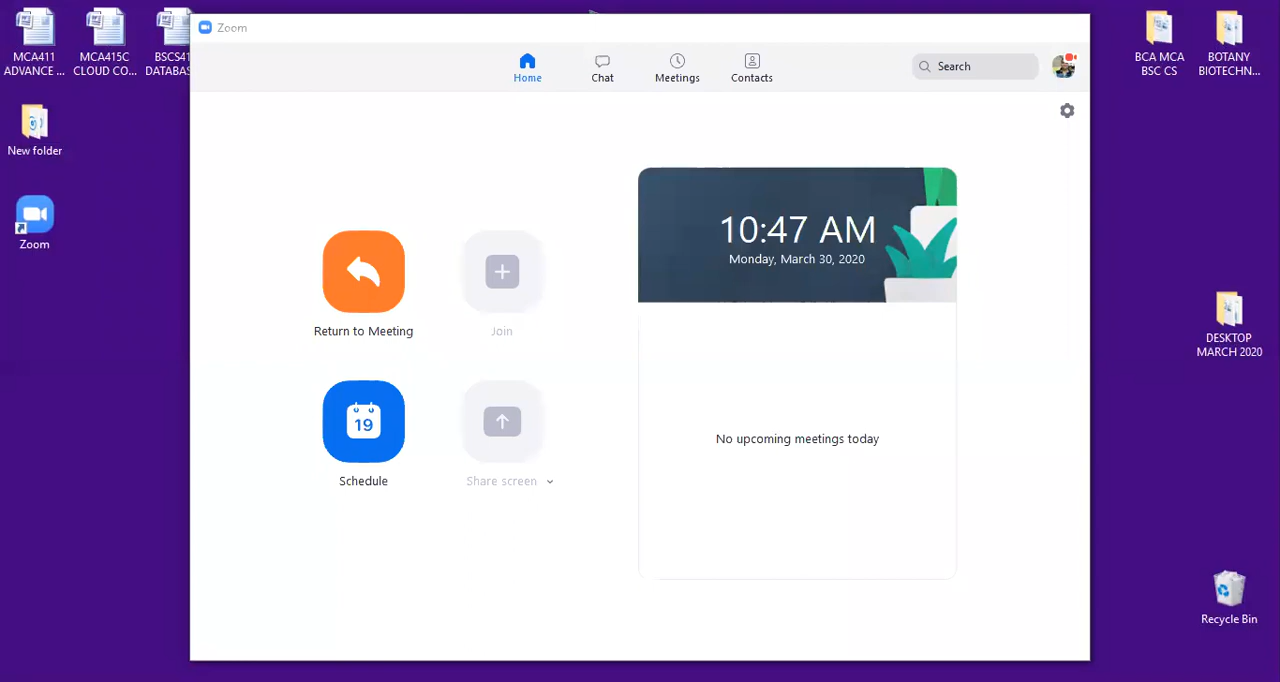 MCA411
ADVANCE ...
MCA415C
CLOUD CO...
BSCS41
DATABAS
New folder
Zoom
Zoom
Home
Chat
Meetings
Contacts
Search
Return to Meeting
Join
19
Schedule
Share screen
10:47 AM
Monday, March 30, 2020
No upcoming meetings today
BCA MCA
BSC CS
BOTANY
BIOTECHN...
DESKTOP
MARCH 2020
Recycle Bin